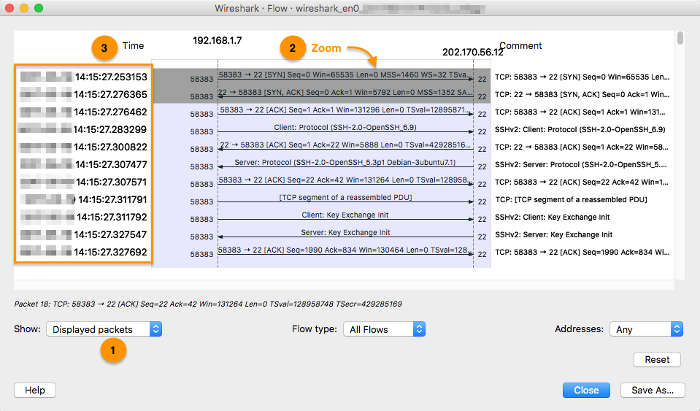 Wireshark · Flow · wireshark_en0_
3
Time
192.168.1.7
2 Zoom
202.170.56.12
Comment
14:15:27.253153 58383 58383 → 22 [SYN] Seq=0 Win=65535 Len=0 MSS=1460 WS=32 TSva... 22 TCP: 58383 → 22 [SYN] Seq=0 Win=65535 Len...
14:15:27.276365 58383 22 → 58383 [SYN, ACK] Seq=0 Ack=1 Win=5792 Len=0 MSS=1352 SA... 22 TCP: 22 → 58383 [SYN, ACK] Seq=0 Ack=1 Win...
14:15:27.276462 58383 58383 → 22 [ACK] Seq=1 Ack=1 Win=131296 Len=0 TSval=12895871... 22 TCP: 58383 → 22 [ACK] Seq=1 Ack=1 Win=131...
14:15:27.283299 58383 Client: Protocol (SSH-2.0-OpenSSH_6.9) 22 SSHv2: Client: Protocol (SSH-2.0-OpenSSH_6.9)
14:15:27.300822 58383 22 → 58383 [ACK] Seq=1 Ack=22 Win=5888 Len=0 TSval=42928516... 22 TCP: 22 → 58383 [ACK] Seq=1 Ack=22 Win=58...
14:15:27.307477 58383 Server: Protocol (SSH-2.0-OpenSSH_5.3p1 Debian-3ubuntu7.1) 22 SSHv2: Server: Protocol (SSH-2.0-OpenSSH_5....
14:15:27.307571 58383 58383 → 22 [ACK] Seq=22 Ack=42 Win=131264 Len=0 TSval=128958... 22 TCP: 58383 → 22 [ACK] Seq=22 Ack=42 Win=1...
14:15:27.311791 58383 [TCP segment of a reassembled PDU] 22 TCP: [TCP segment of a reassembled PDU]
14:15:27.311792 58383 Client: Key Exchange Init 22 SSHv2: Client: Key Exchange Init
14:15:27.327547 58383 Server: Key Exchange Init 22 SSHv2: Server: Key Exchange Init
14:15:27.327692 58383 58383 → 22 [ACK] Seq=1990 Ack=834 Win=130464 Len=0 TSval=128... 22 TCP: 58383 → 22 [ACK] Seq=1990 Ack=834 Wi...
Packet 18: TCP: 58383 → 22 [ACK] Seq=22 Ack=42 Win=131264 Len=0 TSval=128958748 TSecr=429285169
Show: Displayed packets Flow type: All Flows Addresses: Any
1
Reset
Help Close Save As...